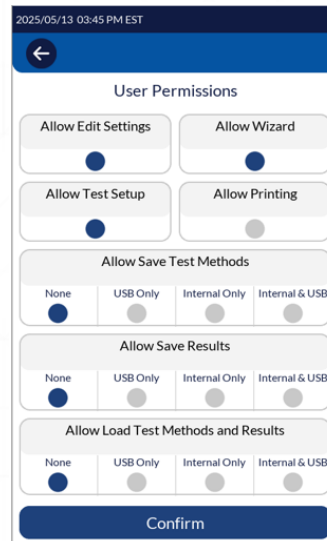 2025/05/13 03:45 PM EST
User Permissions
Allow Edit Settings
Allow Wizard
Allow Test Setup
Allow Printing
Allow Save Test Methods
None USB Only Internal Only Internal & USB
Allow Save Results
None USB Only Internal Only Internal & USB
Allow Load Test Methods and Results
None USB Only Internal Only Internal & USB
Confirm